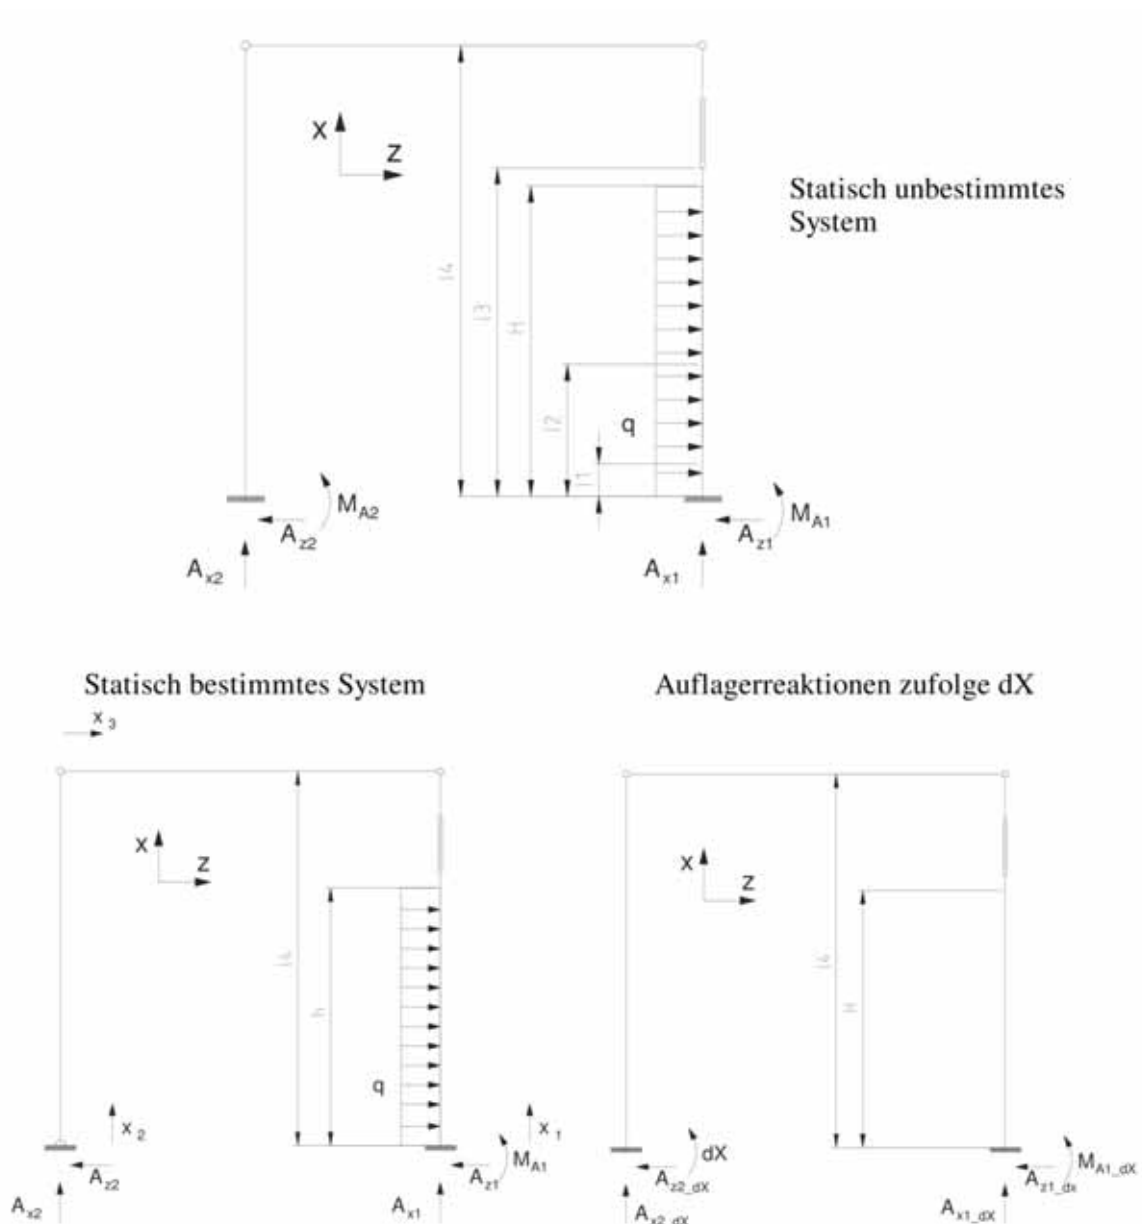 X
Z
Statisch unbestimmtes
System
l4
l3
H
l2
q
l1
M_A2
A_z2
A_x2
M_A1
A_z1
A_x1
Statisch bestimmtes System
Auflagerreaktionen zufolge dX
x_3
X
Z
l4
h
q
x_2
A_z2
A_x2
x_1
M_A1
A_z1
A_x1
X
Z
l4
H
dX
A_z2_dX
A_x2_dX
M_A1_dX
A_z1_dx
A_x1_dX